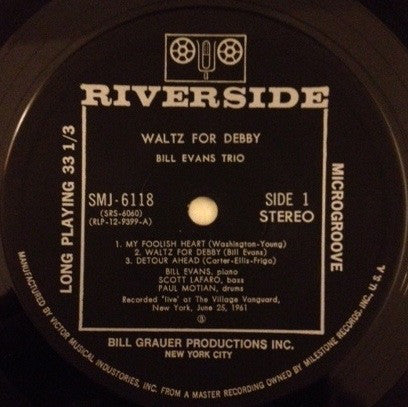 RIVERSIDE
WALTZ FOR DEBBY
BILL EVANS TRIO
LONG PLAYING 33 1/3
MICROGROOVE
SMJ-6118
(SRS-6060)
(RLP-12-9399-A)
SIDE 1
STEREO
1. MY FOOLISH HEART (Washington-Young)
2. WALTZ FOR DEBBY (Bill Evans)
3. DETOUR AHEAD (Carter-Ellis-Frigo)
BILL EVANS, piano
SCOTT LAFARO, bass
PAUL MOTIAN, drums
Recorded 'live' at The Village Vanguard,
New York, June 25, 1961
BILL GRAUER PRODUCTIONS INC.
NEW YORK CITY
MANUFACTURED BY VICTOR MUSICAL INDUSTRIES, INC. FROM A MASTER RECORDING OWNED BY MILESTONE RECORDS, INC., U.S.A.